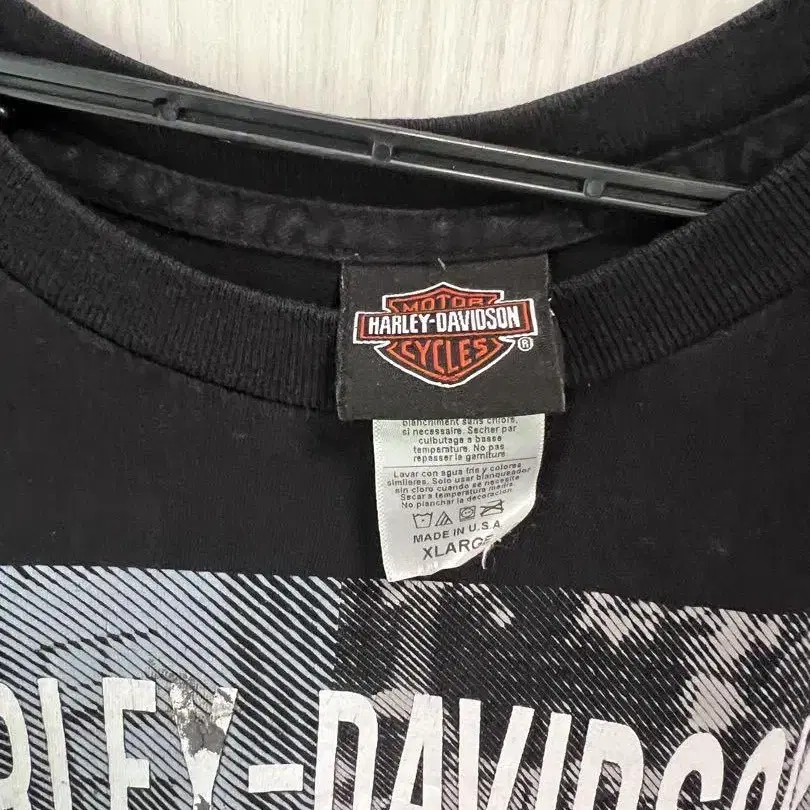 MOTOR
HARLEY-DAVIDSON
CYCLES
®
blanchiment sans chlore,
si necessaire. Secher par
culbutage a basse
temperature. No pas
repasser la garniture
Lavar con agua fria y colores
similares. Solo usar blanqueador
sin cloro cuando se necesite
Secar a temperatura media.
No planchar la decoración.
MADE IN U.S.A.
XLARGE
RLEY-DAVIDSO